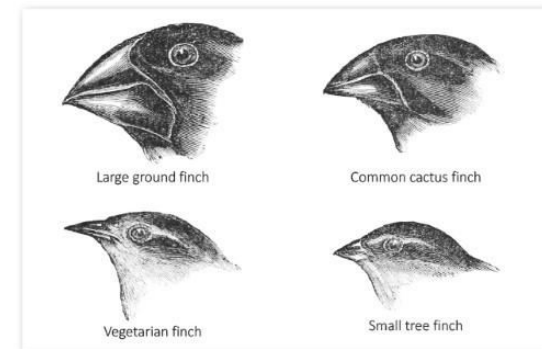 Large ground finch
Common cactus finch
Vegetarian finch
Small tree finch